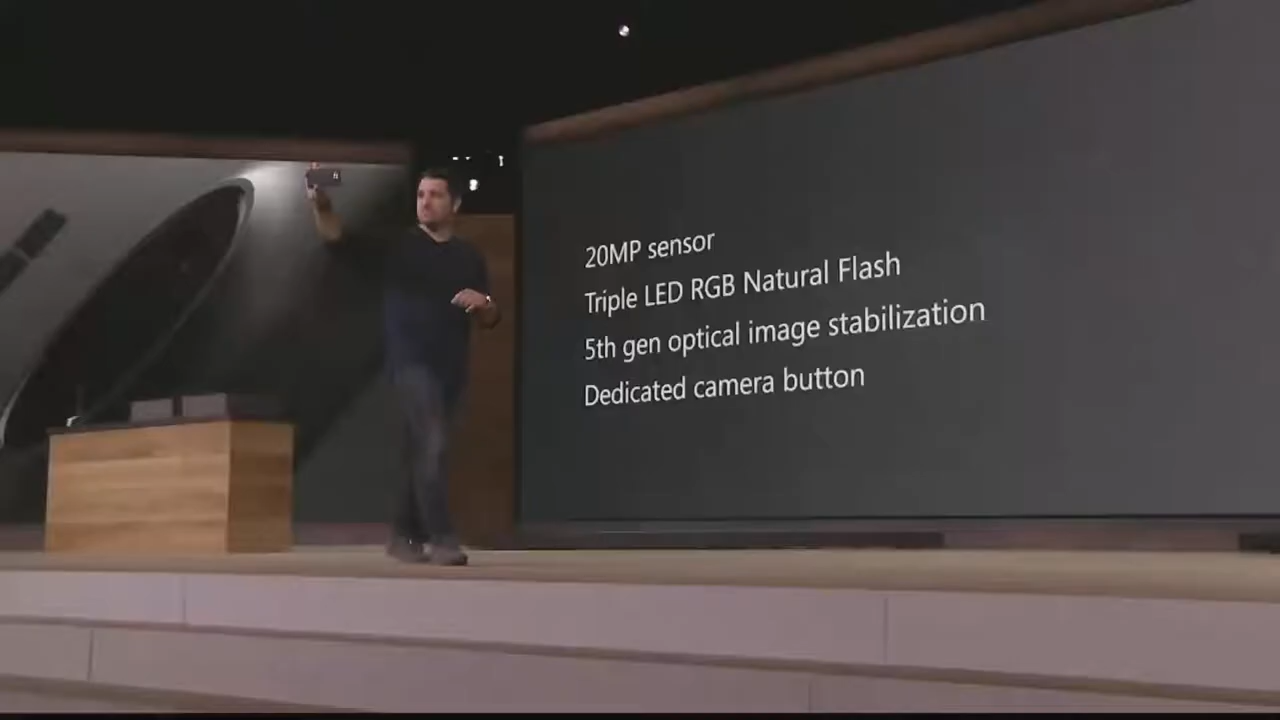 20MP sensor
Triple LED RGB Natural Flash
5th gen optical image stabilization
Dedicated camera button